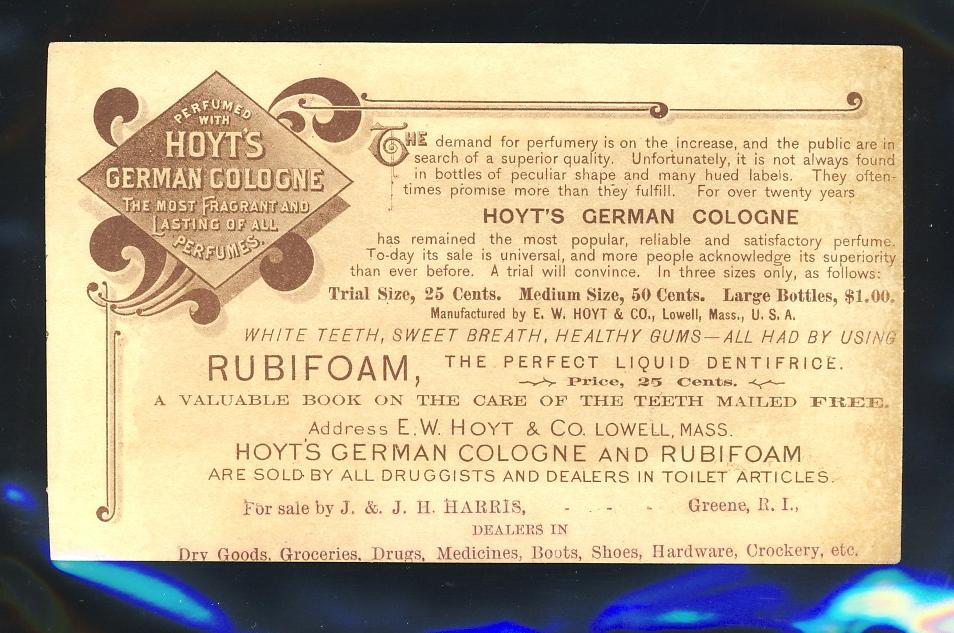 PERFUMED
WITH
HOYT'S
GERMAN COLOGNE
THE MOST FRAGRANT AND
LASTING OF ALL
PERFUMES.
THE demand for perfumery is on the increase, and the public are in
search of a superior quality. Unfortunately, it is not always found
in bottles of peculiar shape and many hued labels. They often-
times promise more than they fulfill. For over twenty years
HOYT'S GERMAN COLOGNE
has remained the most popular, reliable and satisfactory perfume.
To-day its sale is universal, and more people acknowledge its superiority
than ever before. A trial will convince. In three sizes only, as follows:
Trial Size, 25 Cents. Medium Size, 50 Cents. Large Bottles, $1.00.
Manufactured by E. W. HOYT & CO., Lowell, Mass., U. S. A.
WHITE TEETH, SWEET BREATH, HEALTHY GUMS—ALL HAD BY USING
RUBIFOAM, THE PERFECT LIQUID DENTIFRICE.
Price, 25 Cents.
A VALUABLE BOOK ON THE CARE OF THE TEETH MAILED FREE.
Address E.W. HOYT & CO. LOWELL, MASS.
HOYT'S GERMAN COLOGNE AND RUBIFOAM
ARE SOLD BY ALL DRUGGISTS AND DEALERS IN TOILET ARTICLES.
For sale by J. & J. H. HARRIS, - - - Greene, R. I.,
DEALERS IN
Dry Goods, Groceries, Drugs, Medicines, Boots, Shoes, Hardware, Crockery, etc.